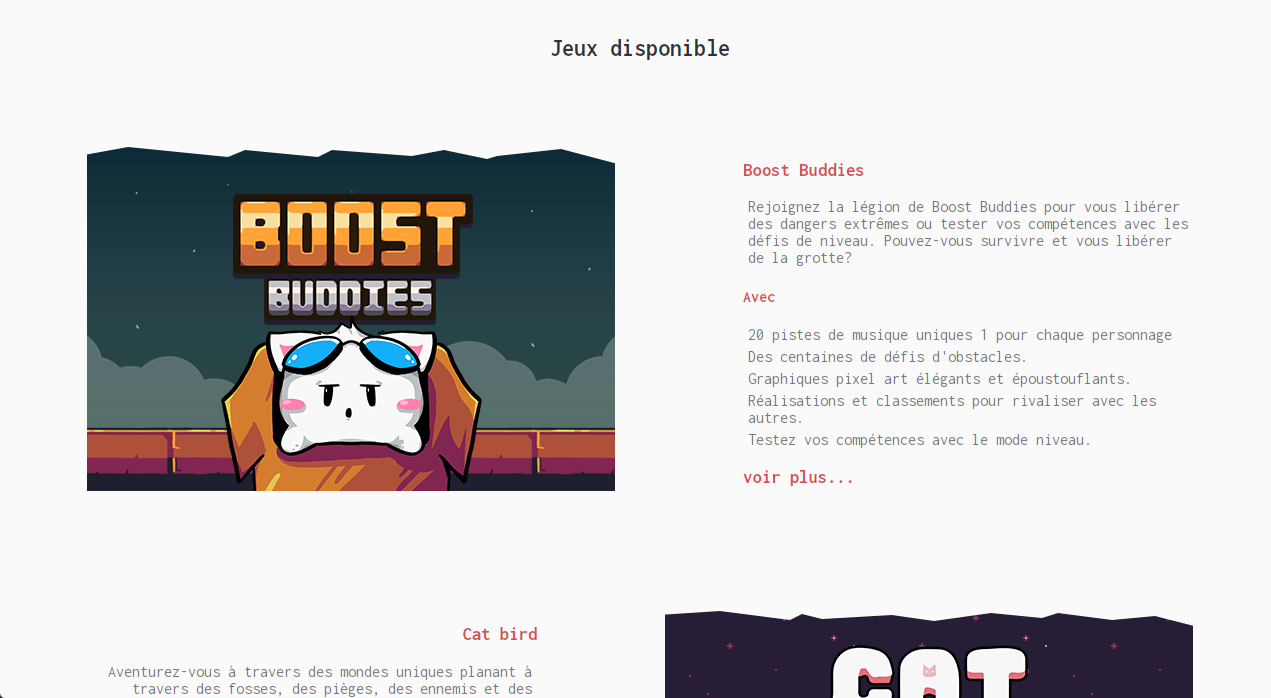 Jeux disponible
BOOST
BUDDIES
Boost Buddies
Rejoignez la légion de Boost Buddies pour vous libérer
des dangers extrêmes ou tester vos compétences avec les
défis de niveau. Pouvez-vous survivre et vous libérer
de la grotte?
Avec
20 pistes de musique uniques 1 pour chaque personnage
Des centaines de défis d'obstacles.
Graphiques pixel art élégants et époustouflants.
Réalisations et classements pour rivaliser avec les
autres.
Testez vos compétences avec le mode niveau.
voir plus...
Cat bird
Aventurez-vous à travers des mondes uniques planant à
travers des fosses, des pièges, des ennemis et des
CAT